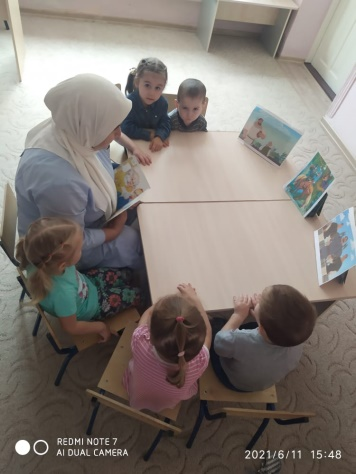 REDMI NOTE 7
AI DUAL CAMERA
2021/6/11 15:48